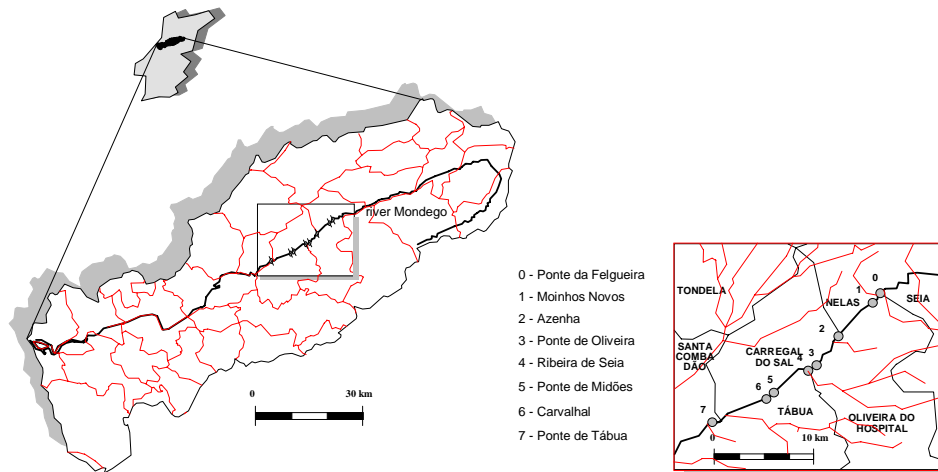 river Mondego
0
30 km
0 - Ponte da Felgueira
1 - Moinhos Novos
2 - Azenha
3 - Ponte de Oliveira
4 - Ribeira de Seia
5 - Ponte de Midões
6 - Carvalhal
7 - Ponte de Tábua
0
1
TONDELA
NELAS
SEIA
2
SANTA
COMBA
DÃO
CARREGAL
DO SAL
3
4
5
6
TÁBUA
OLIVEIRA DO
HOSPITAL
7
0
10 km